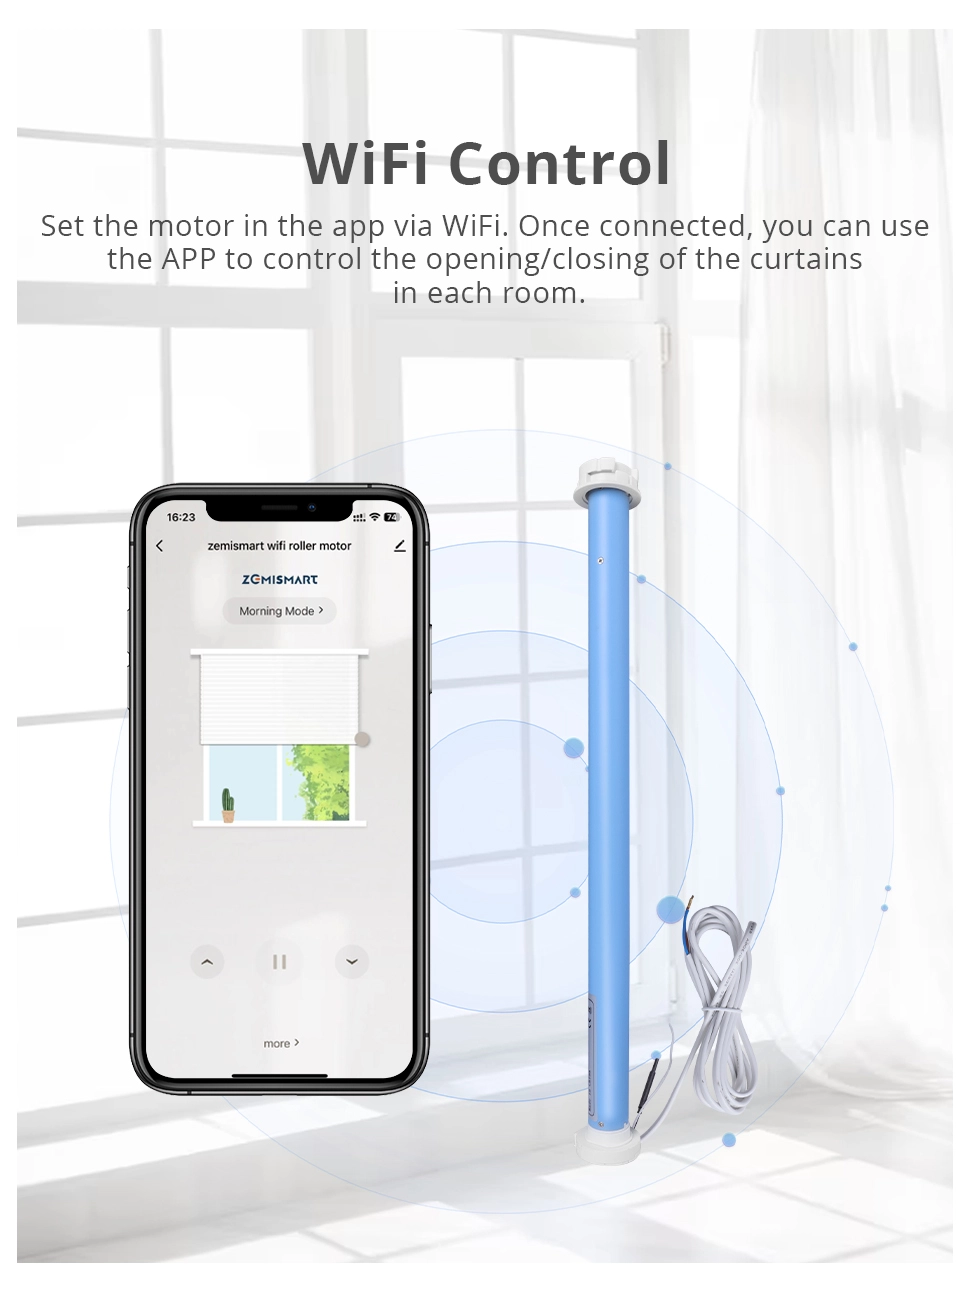 WiFi Control
Set the motor in the app via WiFi. Once connected, you can use
the APP to control the opening/closing of the curtains
in each room.
16:23
74
zemismart wifi roller motor
ZEMISMART
Morning Mode >
more >